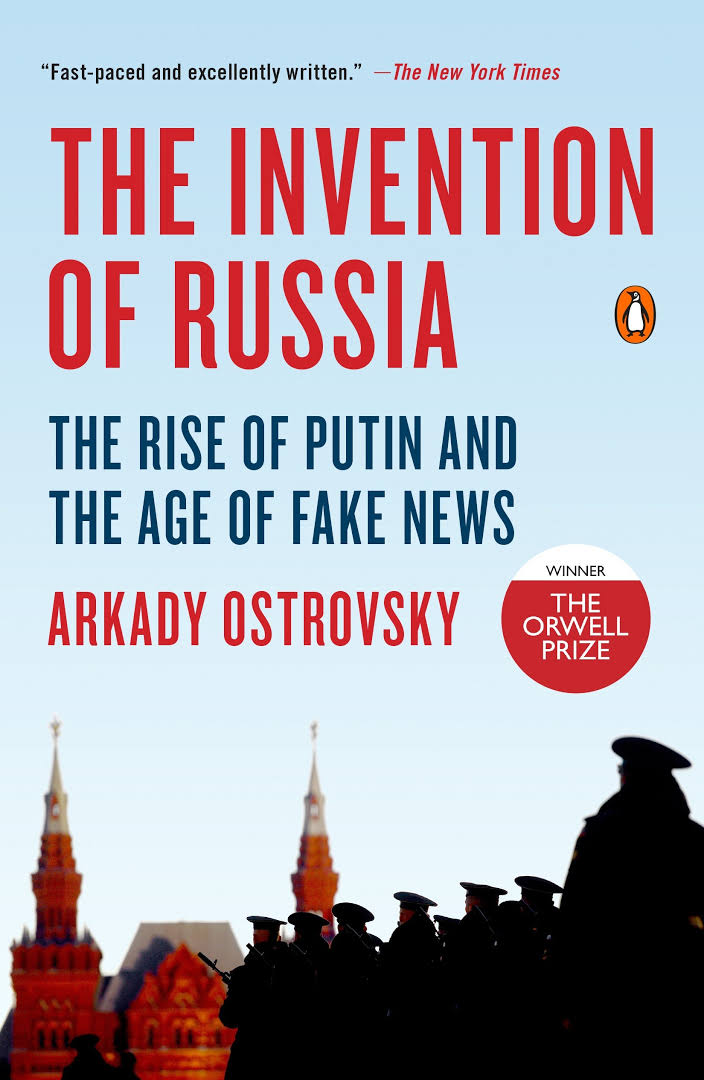 “Fast-paced and excellently written.” —The New York Times
THE INVENTION
OF RUSSIA
THE RISE OF PUTIN AND
THE AGE OF FAKE NEWS
ARKADY OSTROVSKY
WINNER
THE
ORWELL
PRIZE